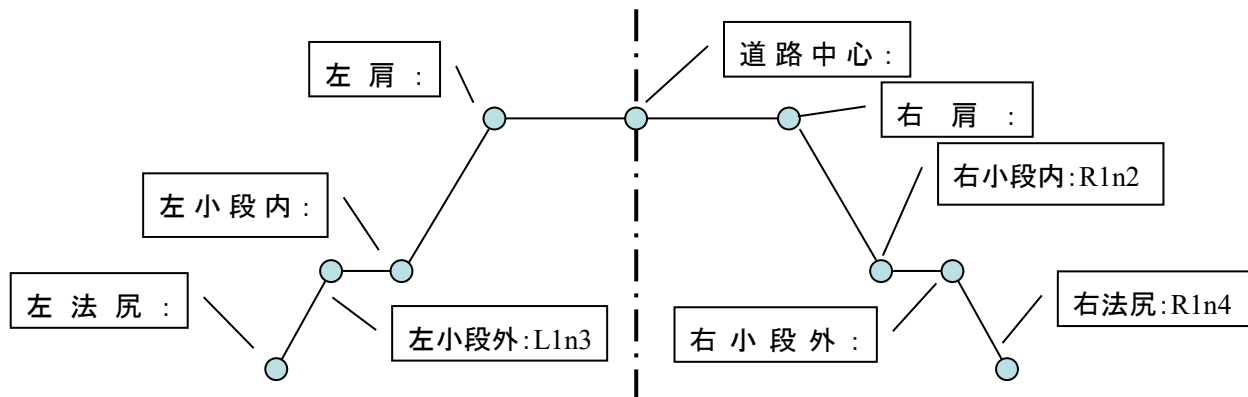 道路中心：
左肩：
右肩：
右小段内：R1n2
左小段内：
左法尻：
左小段外：L1n3
右小段外：
右法尻：R1n4